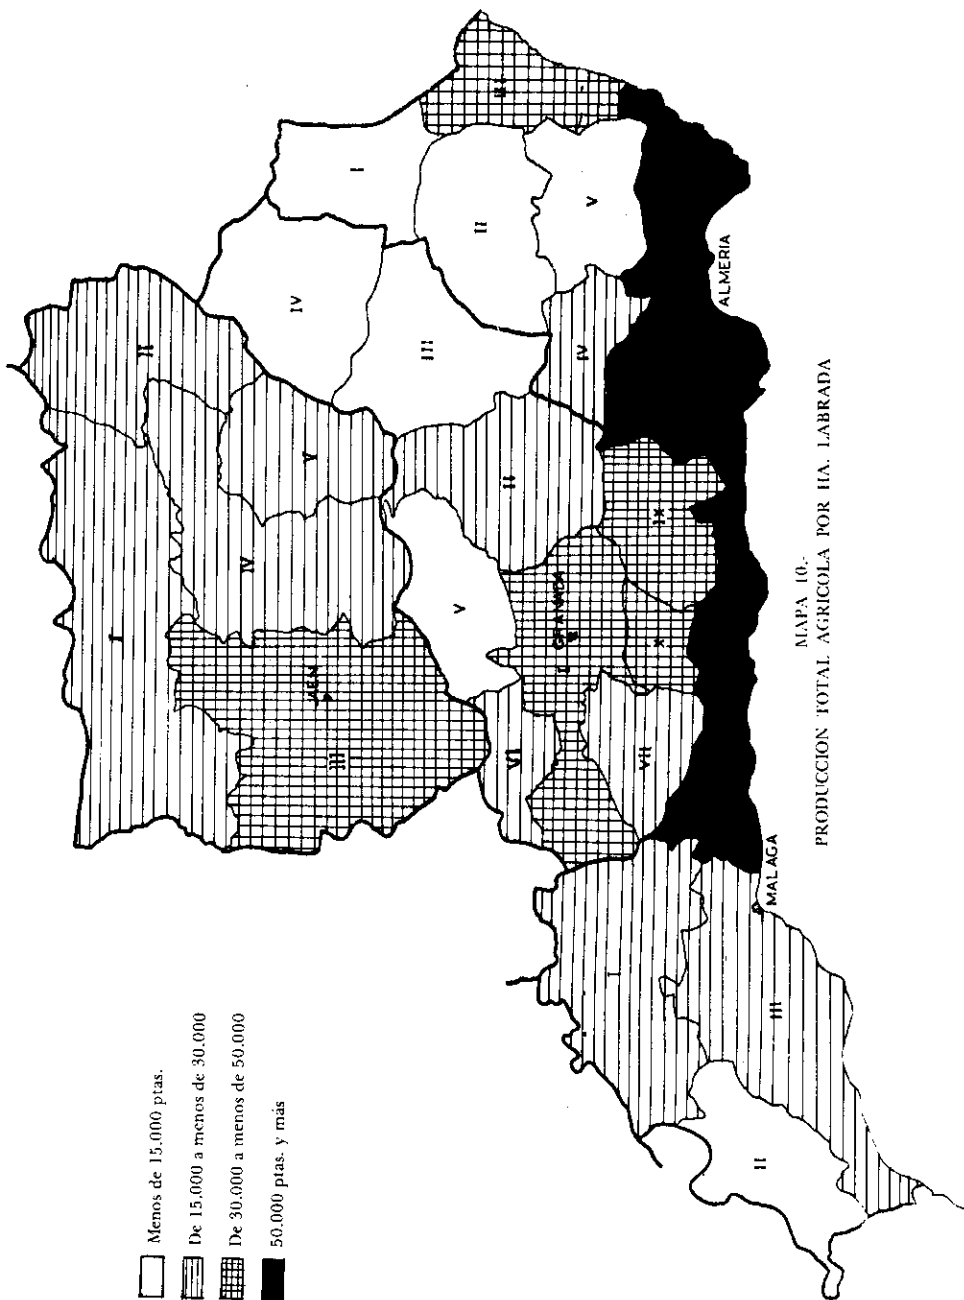 Menos de 15.000 ptas.
De 15.000 a menos de 30.000
De 30.000 a menos de 50.000
50.000 ptas. y más
I
II
III
IV
V
JAEN
I
II
III
IV
V
VI
VII
IX
X
GRANADA
I
II
III
IV
V
ALMERIA
I
II
III
MALAGA
MAPA 10.-
PRODUCCION TOTAL AGRICOLA POR HA. LABRADA